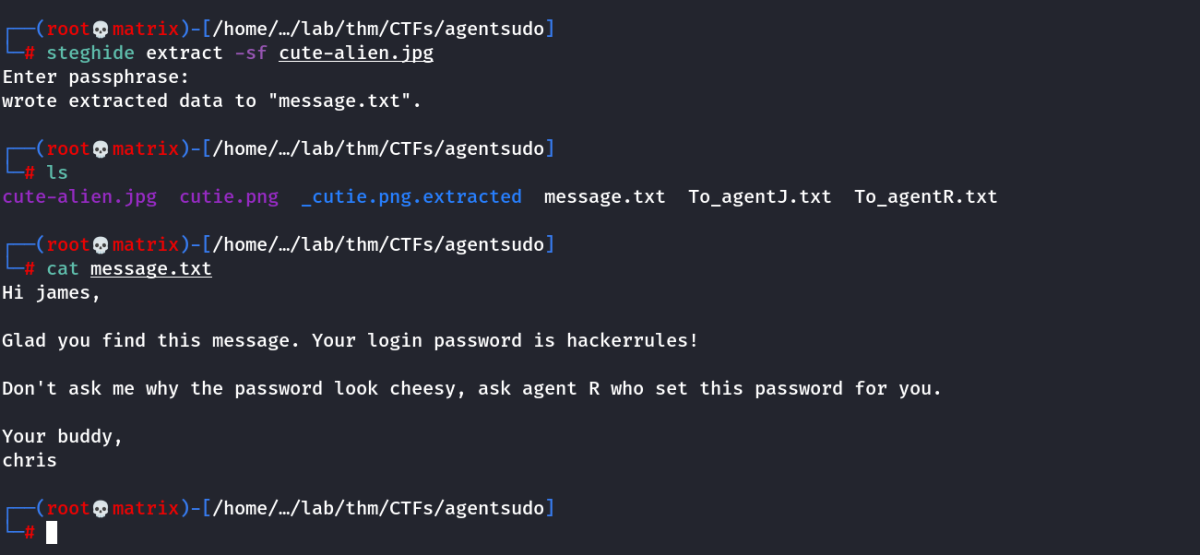 ┌──(root💀matrix)-[/home/…/lab/thm/CTFs/agentsudo]
└─# steghide extract -sf cute-alien.jpg
Enter passphrase:
wrote extracted data to "message.txt".
┌──(root💀matrix)-[/home/…/lab/thm/CTFs/agentsudo]
└─# ls
cute-alien.jpg  cutie.png  _cutie.png.extracted  message.txt  To_agentJ.txt  To_agentR.txt
┌──(root💀matrix)-[/home/…/lab/thm/CTFs/agentsudo]
└─# cat message.txt
Hi james,
Glad you find this message. Your login password is hackerrules!
Don't ask me why the password look cheesy, ask agent R who set this password for you.
Your buddy,
chris
┌──(root💀matrix)-[/home/…/lab/thm/CTFs/agentsudo]
└─#